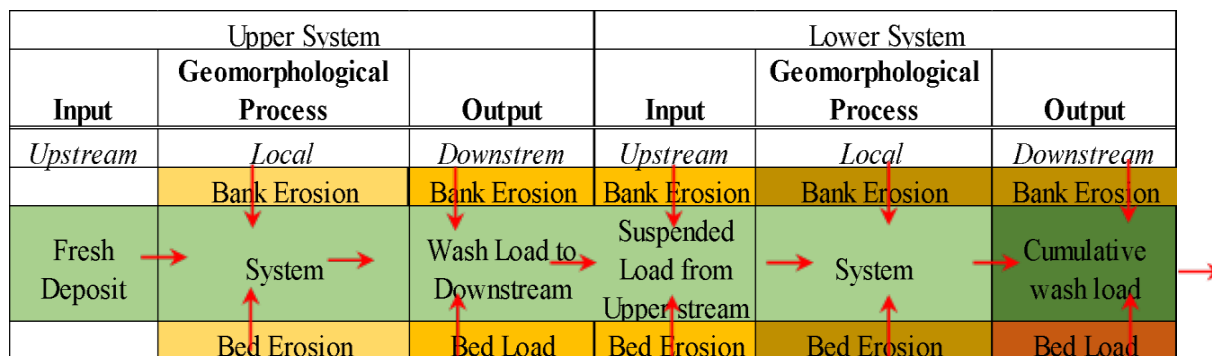 Upper System Lower System
Geomorphological Geomorphological
Input Process Output Input Process Output
Upstream Local Downstrem Upstream Local Downstream
Bank Erosion Bank Erosion Bank Erosion Bank Erosion Bank Erosion
Fresh Deposit
System
Wash Load to Downstream
Suspended Load from Upper stream
System
Cumulative wash load
Bed Erosion Bed Load Bed Erosion Bed Erosion Bed Load